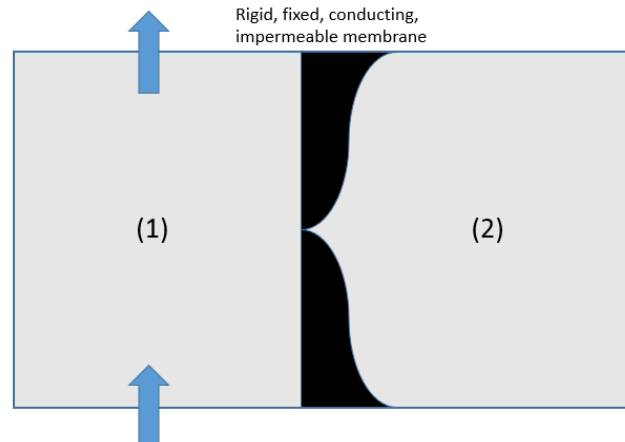 Rigid, fixed, conducting,
impermeable membrane
(1)
(2)